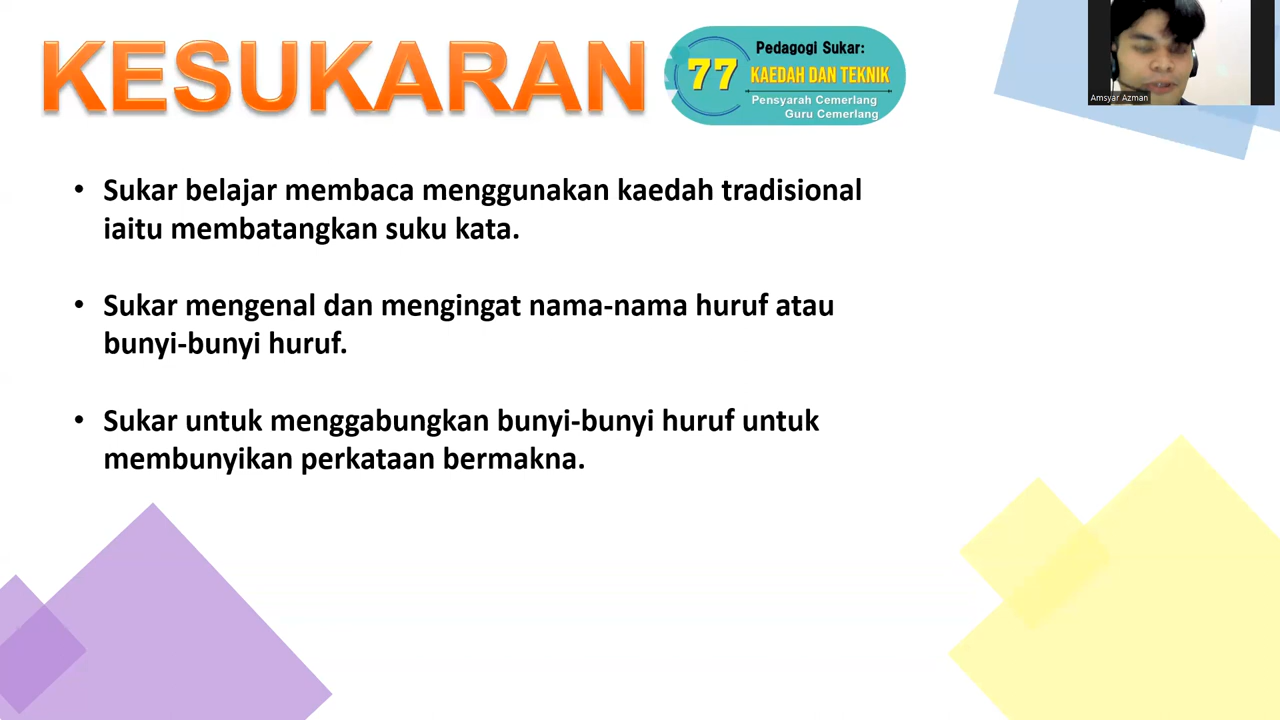 KESUKARAN
Pedagogi Sukar:
77 KAEDAH DAN TEKNIK
Pensyarah Cemerlang
Guru Cemerlang
Amsyar Azman
• Sukar belajar membaca menggunakan kaedah tradisional
iaitu membatangkan suku kata.
• Sukar mengenal dan mengingat nama-nama huruf atau
bunyi-bunyi huruf.
• Sukar untuk menggabungkan bunyi-bunyi huruf untuk
membunyikan perkataan bermakna.